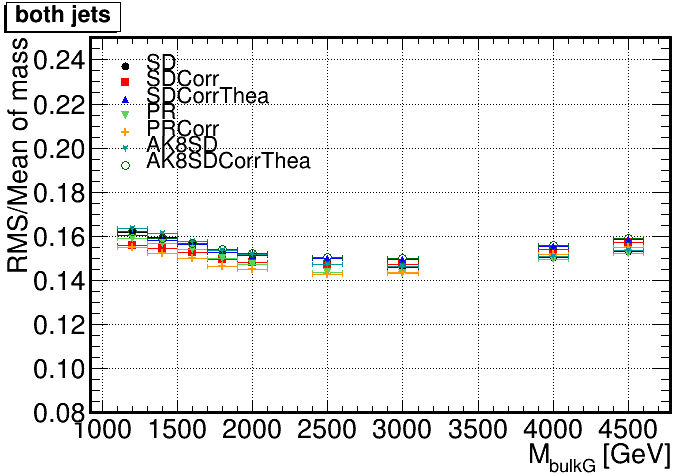 both jets
RMS/Mean of mass
0.24
0.22
0.20
0.18
0.16
0.14
0.12
0.10
0.08
SD
SDCorr
SDCorrThea
PR
PRCorr
AK8SD
AK8SDCorrThea
1000 1500 2000 2500 3000 3500 4000 4500
M_bulkG [GeV]